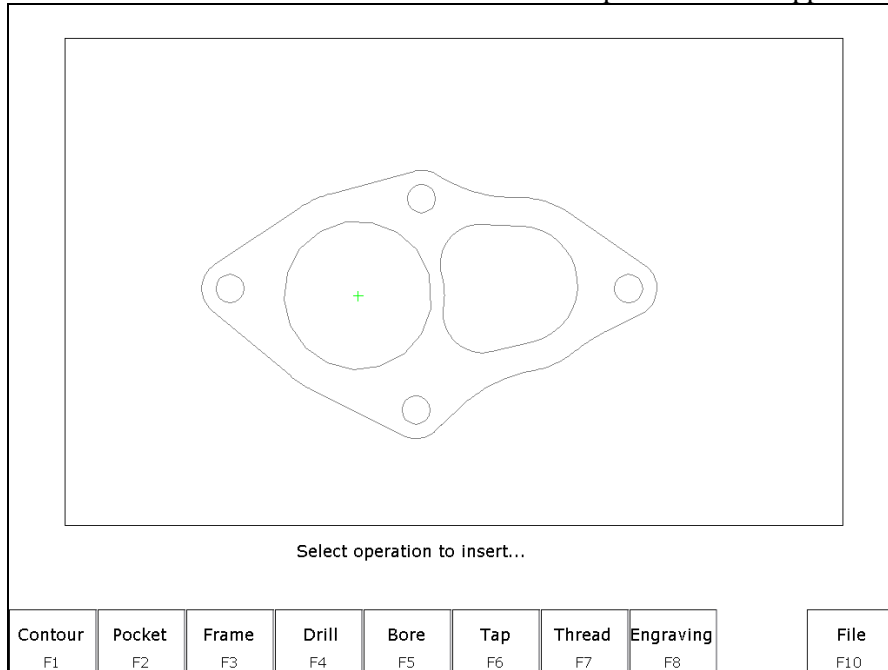 Select operation to insert...
Contour Pocket Frame Drill Bore Tap Thread Engraving File
F1 F2 F3 F4 F5 F6 F7 F8 F10